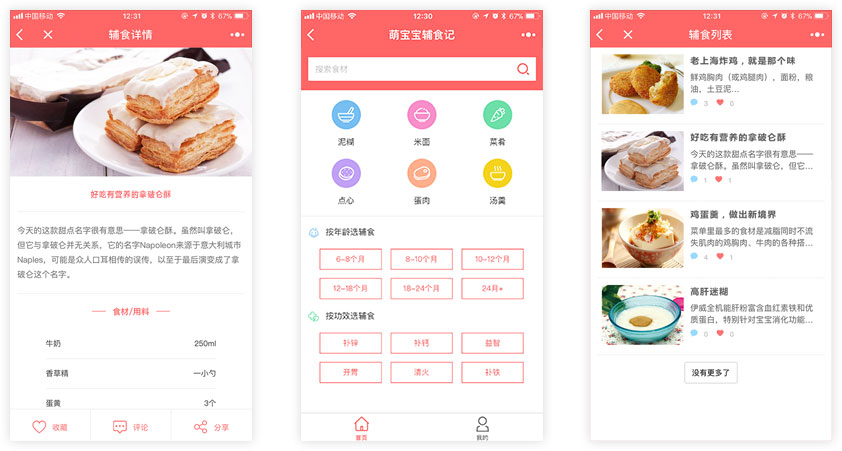 中国移动 12:31 67%
辅食详情
好吃有营养的拿破仑酥
今天的这款甜点名字很有意思——拿破仑酥。虽然叫拿破仑，
但它与拿破仑并无关系，它的名字Napoleon来源于意大利城市
Naples，可能是众人口耳相传的误传，以至于最后演变成了拿
破仑这个名字。
食材/用料
牛奶 250ml
香草精 一小勺
蛋黄 3个
收藏 评论 分享
中国移动 12:30 67%
萌宝宝辅食记
搜索食材
泥糊 米面 菜肴
点心 蛋肉 汤羹
按年龄选辅食
6-8个月 8-10个月 10-12个月
12-18个月 18-24个月 24月+
按功效选辅食
补锌 补钙 益智
开胃 清火 补铁
首页 我的
中国移动 12:31 67%
辅食列表
老上海炸鸡，就是那个味
鲜鸡胸肉（或鸡腿肉），面粉，粮
油，土豆泥...
3 0
好吃有营养的拿破仑酥
今天的这款甜点名字很有意思——
拿破仑酥。虽然叫拿破仑，但它...
1 1
鸡蛋羹，做出新境界
菜单里最多的食材是减脂同时不流
失肌肉的鸡胸肉、牛肉的各种搭...
4 1
高肝迷糊
伊威全机能肝粉富含血红素铁和优
质蛋白，特别针对宝宝消化功能...
0 0
没有更多了